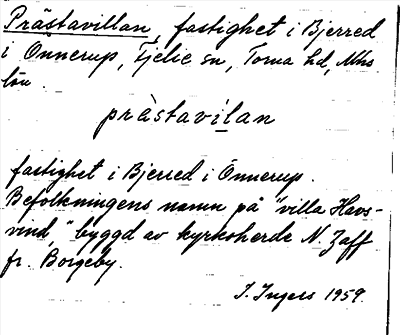 Prästavillan, fastighet i Bjerred
i Önnerup, Fjelie sn, Torna hd, Mhs
län.
prästavilan
fastighet i Bjerred i Önnerup.
Befolkningens namn på "villa Havs-
vind," byggd av kyrkoherde N. Zaff
fr. Borgeby.
I. Ingers 1959.